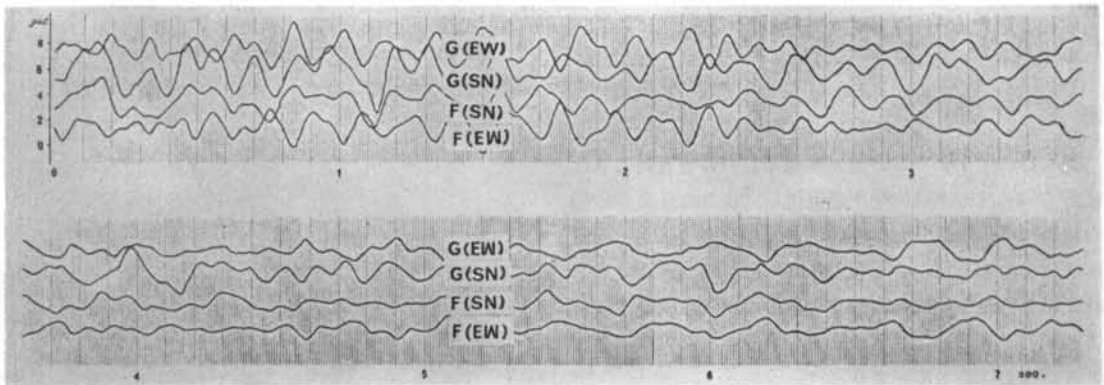 8
G(EW)
6
G(SN)
4
F(SN)
2
F(EW)
0
0 1 2 3
G(EW)
G(SN)
F(SN)
F(EW)
4 5 6 7 sec.